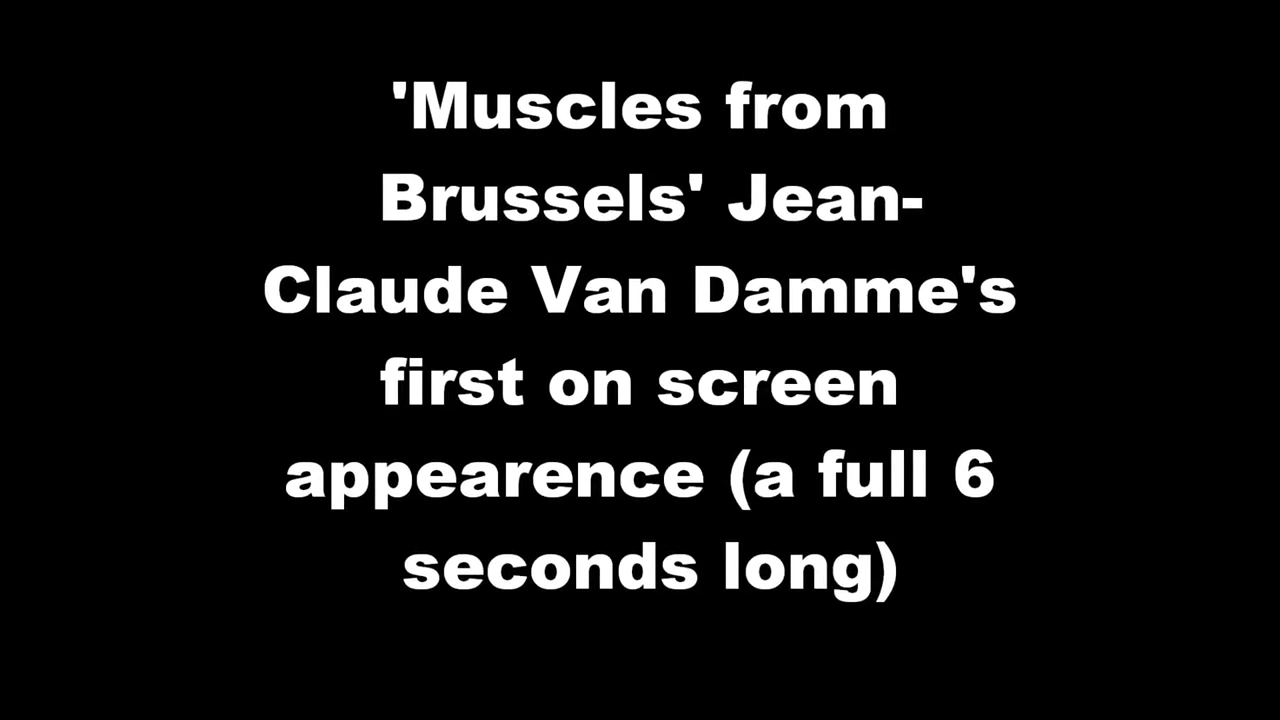 'Muscles from
Brussels' Jean-
Claude Van Damme's
first on screen
appearence (a full 6
seconds long)